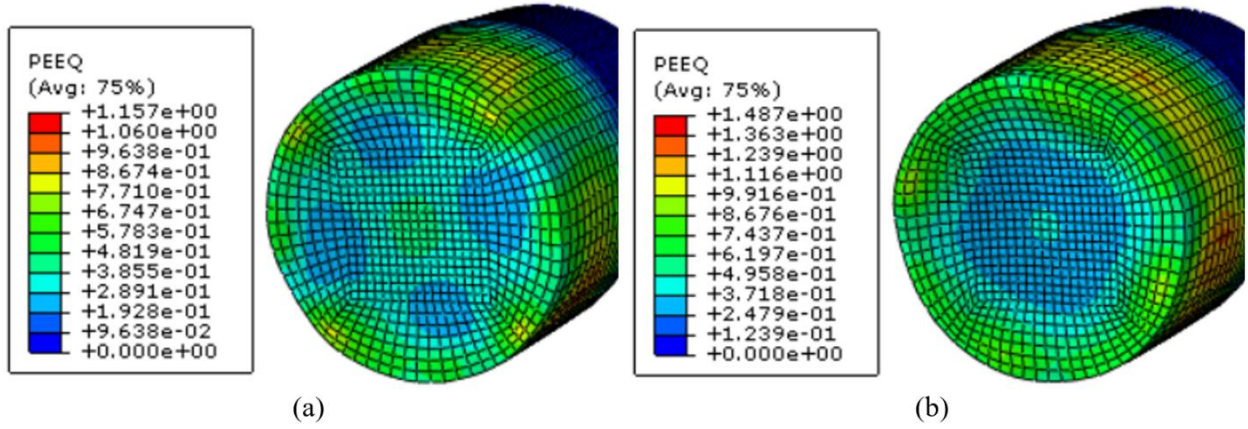 PEEQ
(Avg: 75%)
+1.157e+00
+1.060e+00
+9.638e-01
+8.674e-01
+7.710e-01
+6.747e-01
+5.783e-01
+4.819e-01
+3.855e-01
+2.891e-01
+1.928e-01
+9.638e-02
+0.000e+00
(a)
PEEQ
(Avg: 75%)
+1.487e+00
+1.363e+00
+1.239e+00
+1.116e+00
+9.916e-01
+8.676e-01
+7.437e-01
+6.197e-01
+4.958e-01
+3.718e-01
+2.479e-01
+1.239e-01
+0.000e+00
(b)